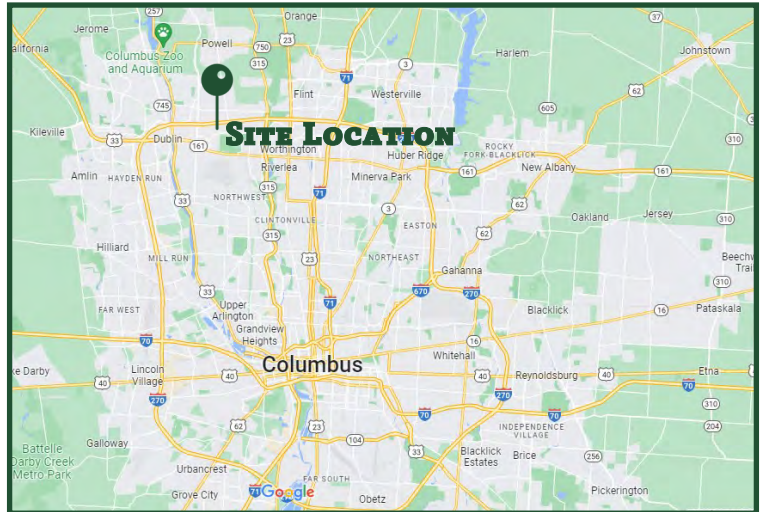 257
Orange
37
Jerome
23
California
Powell
750
Johnstown
Columbus Zoo
and Aquarium
315
Harlem
71
3
62
Flint
Westerville
745
605
Kileville
33
Dublin
161
SITE LOCATION
310
Worthington
Huber Ridge
ROCKY
FORK-BLACKLICK
Riverlea
New Albany
Amlin
HAYDEN RUN
Minerva Park
161
161
33
NORTHWEST
315
71
3
62
CLINTONVILLE
Oakland
Jersey
310
EASTON
62
315
Hilliard
MILL RUN
23
NORTHEAST
Gahanna
310
33
670
270
FAR WEST
Upper
Arlington
71
Blacklick
16
Pataskala
Grandview
Heights
70
16
Columbus
Whitehall
Lincoln
Village
40
40
40
Reynoldsburg
40
Etna
70
270
270
310
62
23
70
70
104
INDEPENDENCE
VILLAGE
204
Galloway
33
Battelle
Darby Creek
Metro Park
Blacklick
Estates
Brice
256
Urbancrest
FAR SOUTH
71
Google
Grove City
Obetz
Pickerington